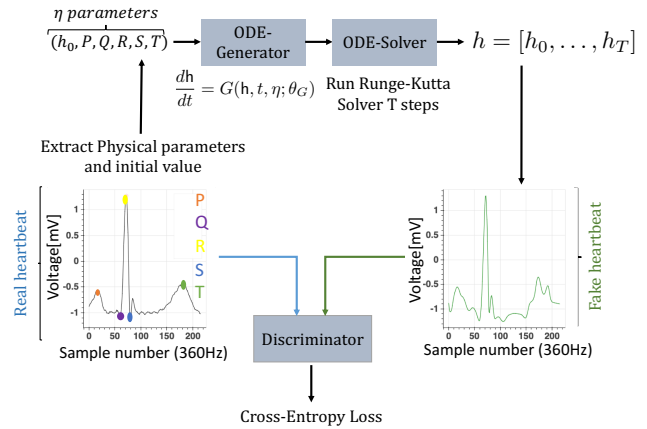 η parameters
(h₀, P, Q, R, S, T)
ODE-
Generator
ODE-Solver
h = [h₀, . . . , h_T]
dh/dt = G(h, t, η; θ_G)
Run Runge-Kutta
Solver T steps
Extract Physical parameters
and initial value
Real heartbeat
Voltage[mV]
1
0.5
0
-0.5
-1
0 50 100 150 200
Sample number (360Hz)
P
Q
R
S
T
Discriminator
Cross-Entropy Loss
Voltage[mV]
1
0.5
0
-0.5
-1
0 50 100 150 200
Sample number (360Hz)
Fake heartbeat